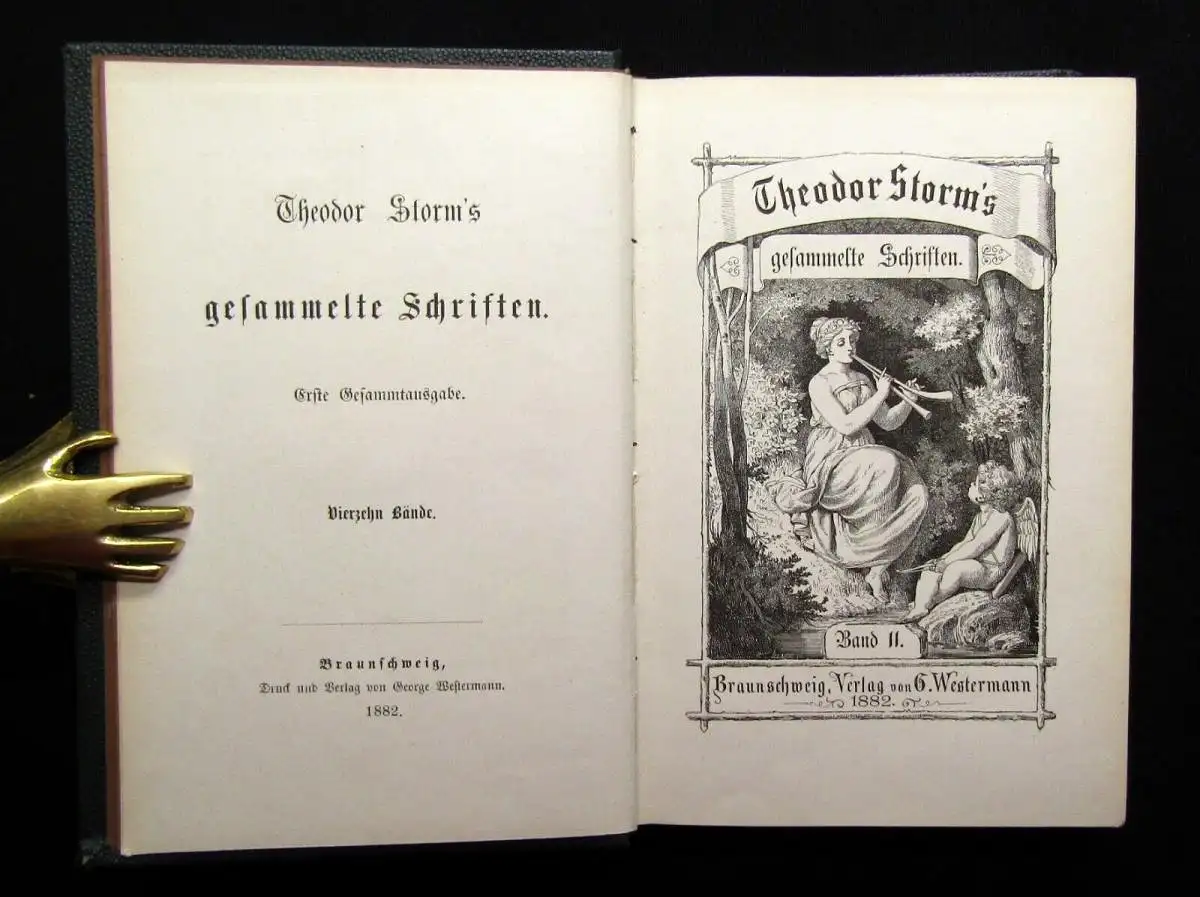 Theodor Storm's
geſammelte Schriften.
Erſte Geſammtausgabe.
Vierzehn Bände.
Braunſchweig,
Druck und Verlag von George Weſtermann.
1882.
Theodor Storm's
geſammelte Schriften.
Band 11.
Braunschweig, Verlag von G. Westermann
1882.